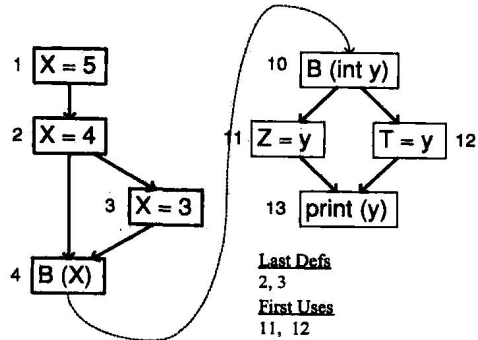 1 X = 5
2 X = 4
3 X = 3
4 B (X)
10 B (int y)
11 Z = y
T = y 12
13 print (y)
Last Defs
2, 3
First Uses
11, 12